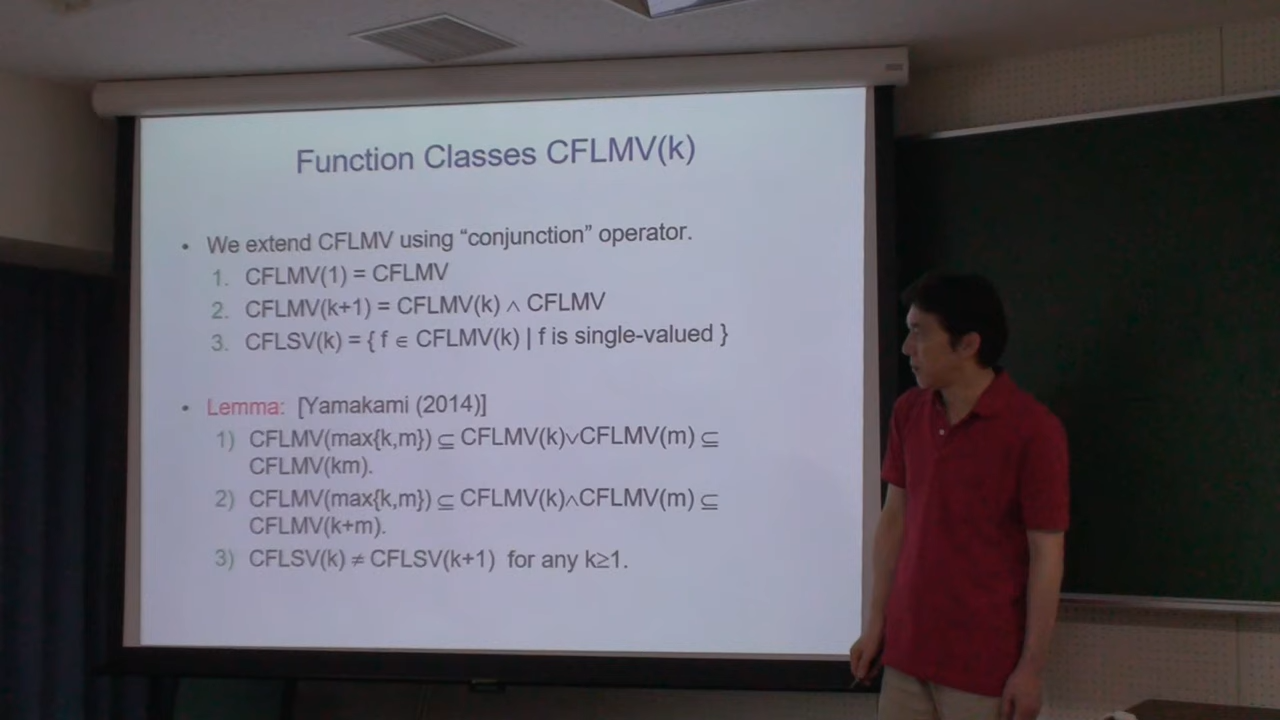 Function Classes CFLMV(k)
• We extend CFLMV using “conjunction” operator.
1. CFLMV(1) = CFLMV
2. CFLMV(k+1) = CFLMV(k) ∧ CFLMV
3. CFLSV(k) = { f ∈ CFLMV(k) | f is single-valued }
• Lemma: [Yamakami (2014)]
1) CFLMV(max{k,m}) ⊆ CFLMV(k)∨CFLMV(m) ⊆
CFLMV(km).
2) CFLMV(max{k,m}) ⊆ CFLMV(k)∧CFLMV(m) ⊆
CFLMV(k+m).
3) CFLSV(k) ≠ CFLSV(k+1) for any k≥1.